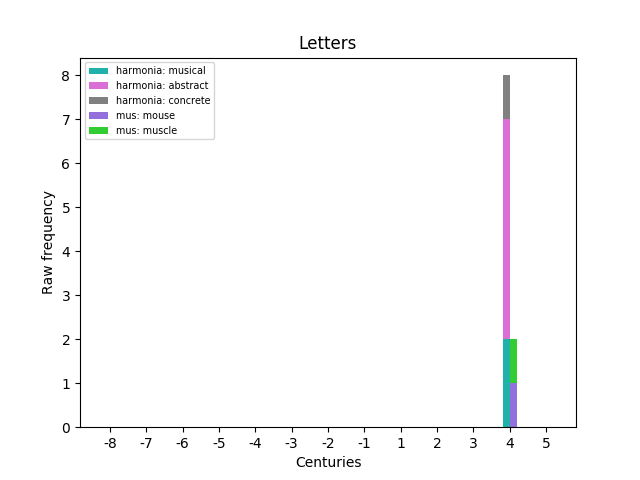 Letters
harmonia: musical
harmonia: abstract
harmonia: concrete
mus: mouse
mus: muscle
Raw frequency
8
7
6
5
4
3
2
1
0
-8 -7 -6 -5 -4 -3 -2 -1 1 2 3 4 5
Centuries